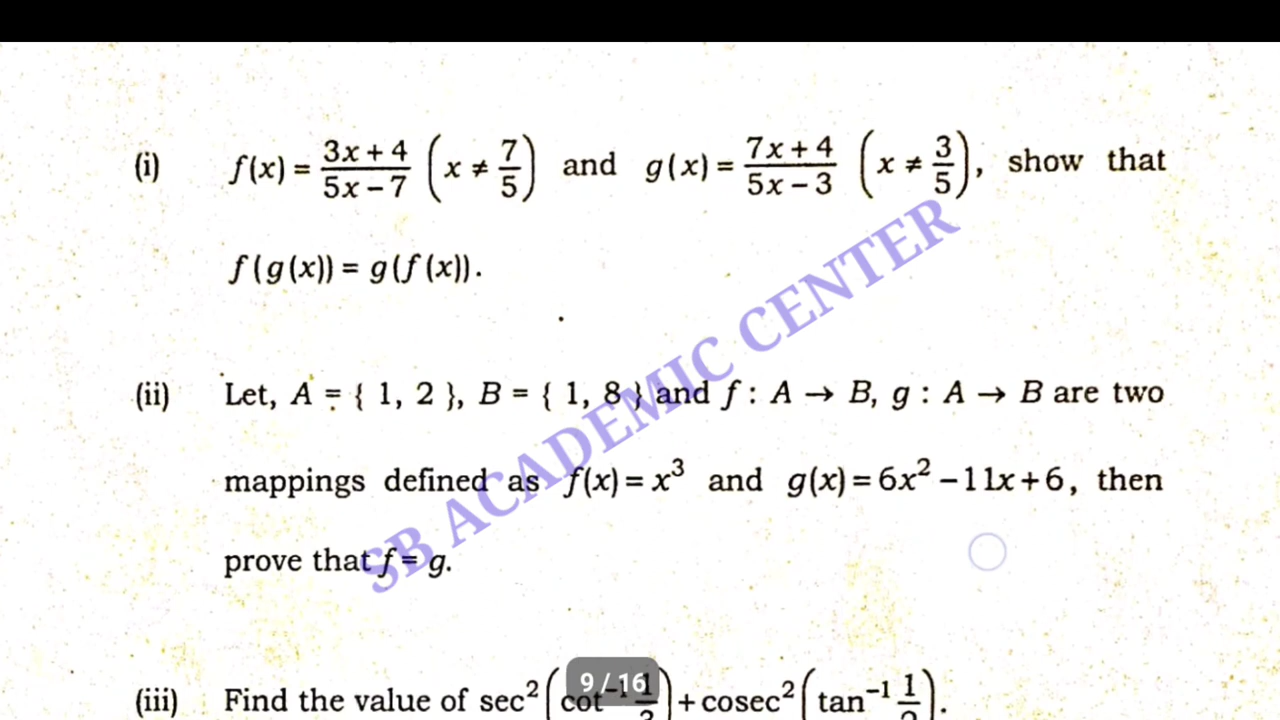 (i) f(x) = (3x + 4)/(5x – 7) (x ≠ 7/5) and g(x) = (7x + 4)/(5x – 3) (x ≠ 3/5), show that
f(g(x)) = g(f(x)).
(ii) Let, A = { 1, 2 }, B = { 1, 8 } and f : A → B, g : A → B are two
mappings defined as f(x) = x³ and g(x) = 6x² – 11x + 6, then
prove that f = g.
SB ACADEMIC CENTER
(iii) Find the value of sec² (cot⁻¹ + cosec² (tan⁻¹ 1
9 / 16